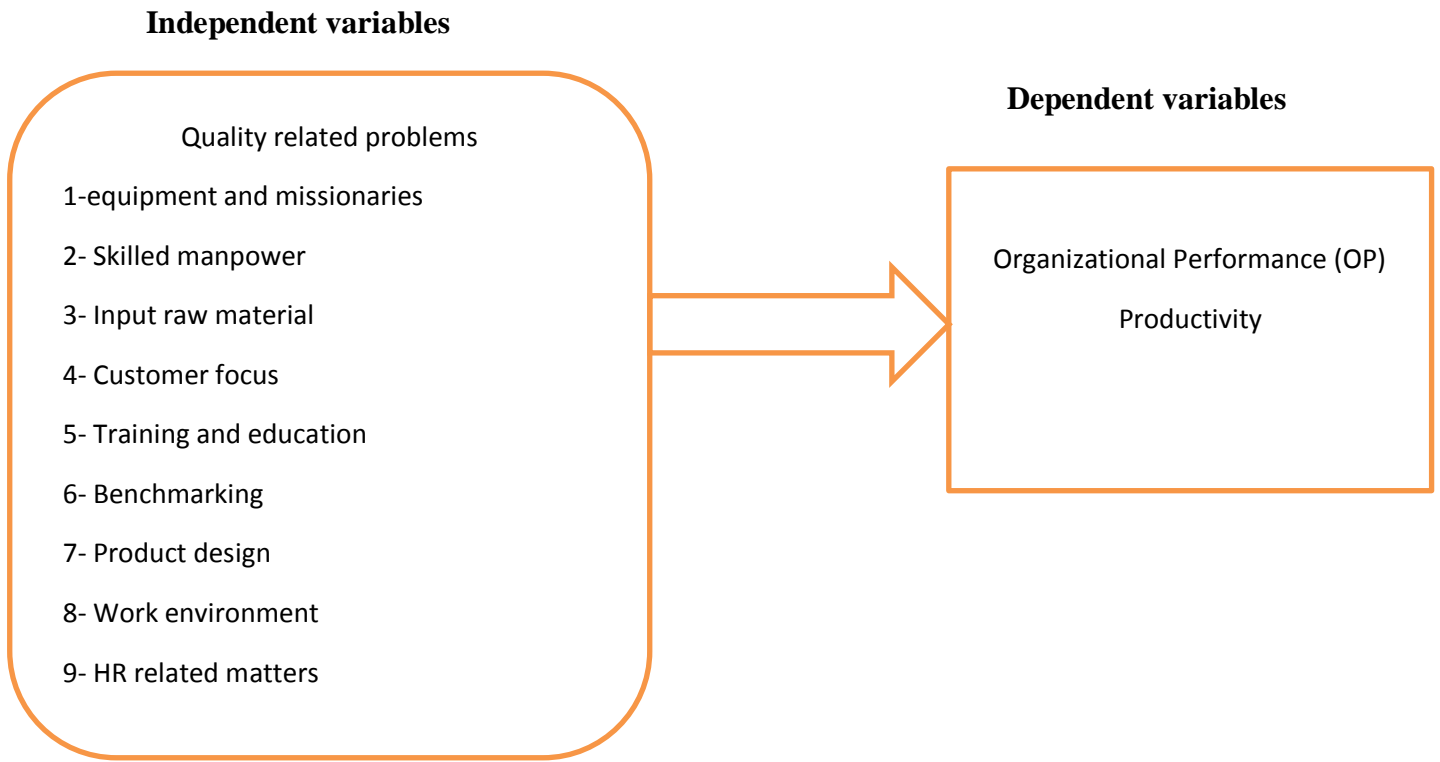 Independent variables
Dependent variables
Quality related problems
1-equipment and missionaries
2- Skilled manpower
3- Input raw material
4- Customer focus
5- Training and education
6- Benchmarking
7- Product design
8- Work environment
9- HR related matters
Organizational Performance (OP)
Productivity